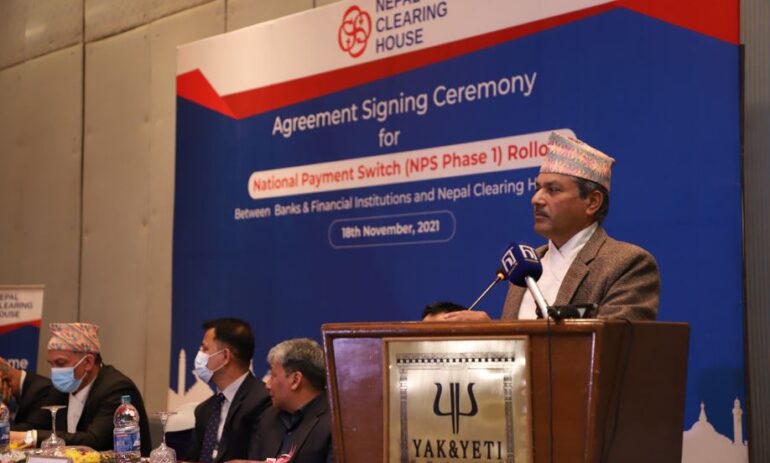 NEPAL
CLEARING
HOUSE
Agreement Signing Ceremony
for
National Payment Switch (NPS Phase 1)
Between Banks & Financial Institutions and Nepal Clearing
18th November, 2021
NEPAL
CLEARING
HOUSE
YAK&YETI